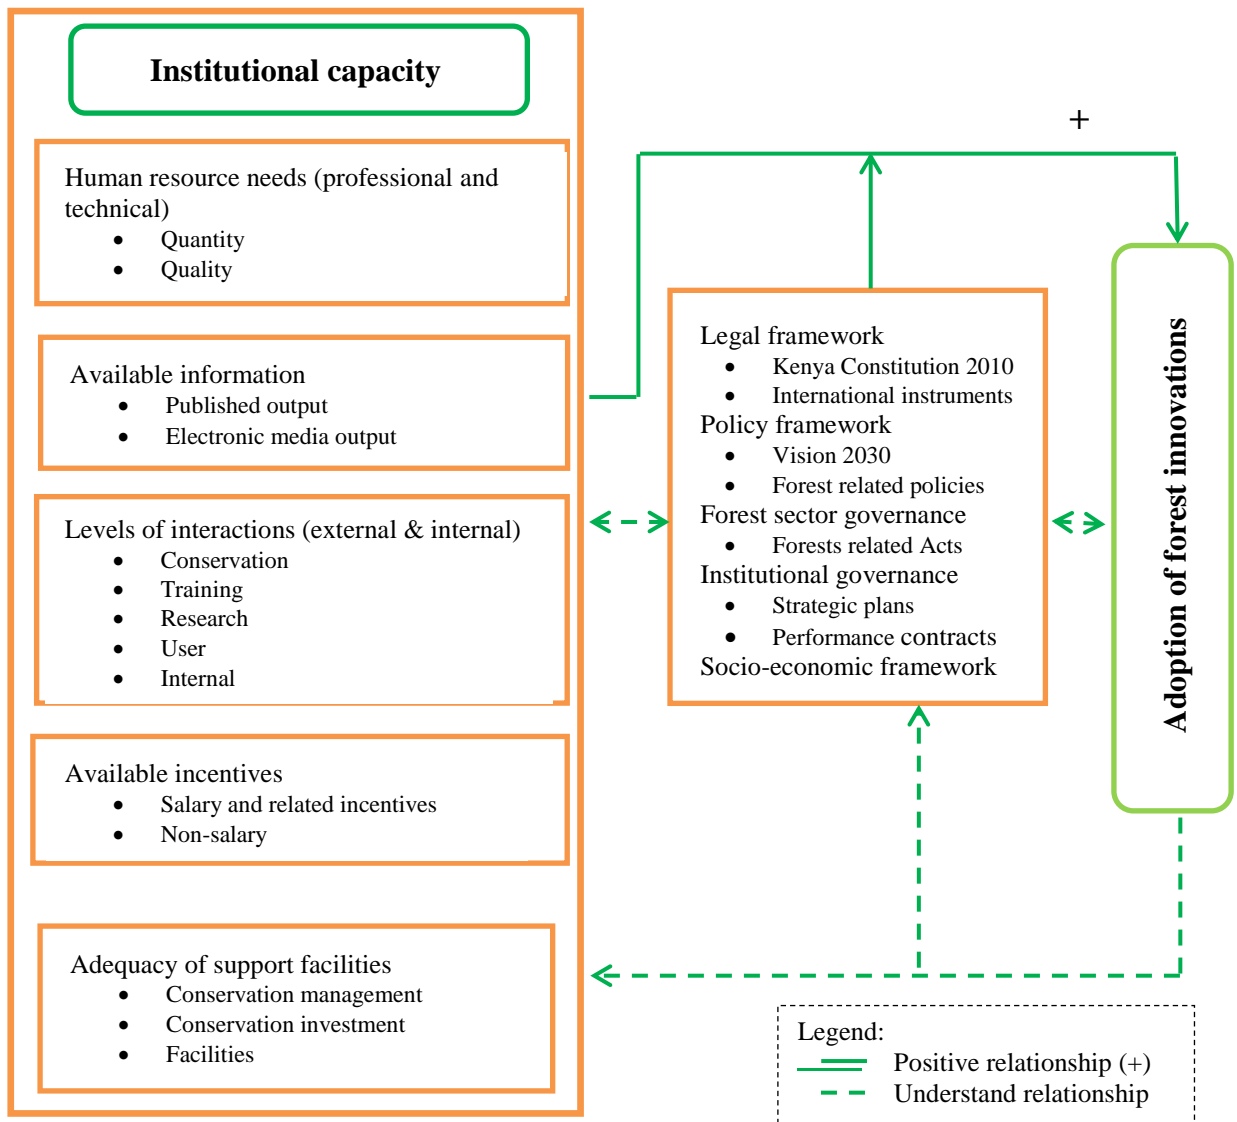 Institutional capacity
Human resource needs (professional and
technical)
• Quantity
• Quality
Available information
• Published output
• Electronic media output
Levels of interactions (external & internal)
• Conservation
• Training
• Research
• User
• Internal
Available incentives
• Salary and related incentives
• Non-salary
Adequacy of support facilities
• Conservation management
• Conservation investment
• Facilities
+
Legal framework
• Kenya Constitution 2010
• International instruments
Policy framework
• Vision 2030
• Forest related policies
Forest sector governance
• Forests related Acts
Institutional governance
• Strategic plans
• Performance contracts
Socio-economic framework
Adoption of forest innovations
Legend:
Positive relationship (+)
Understand relationship